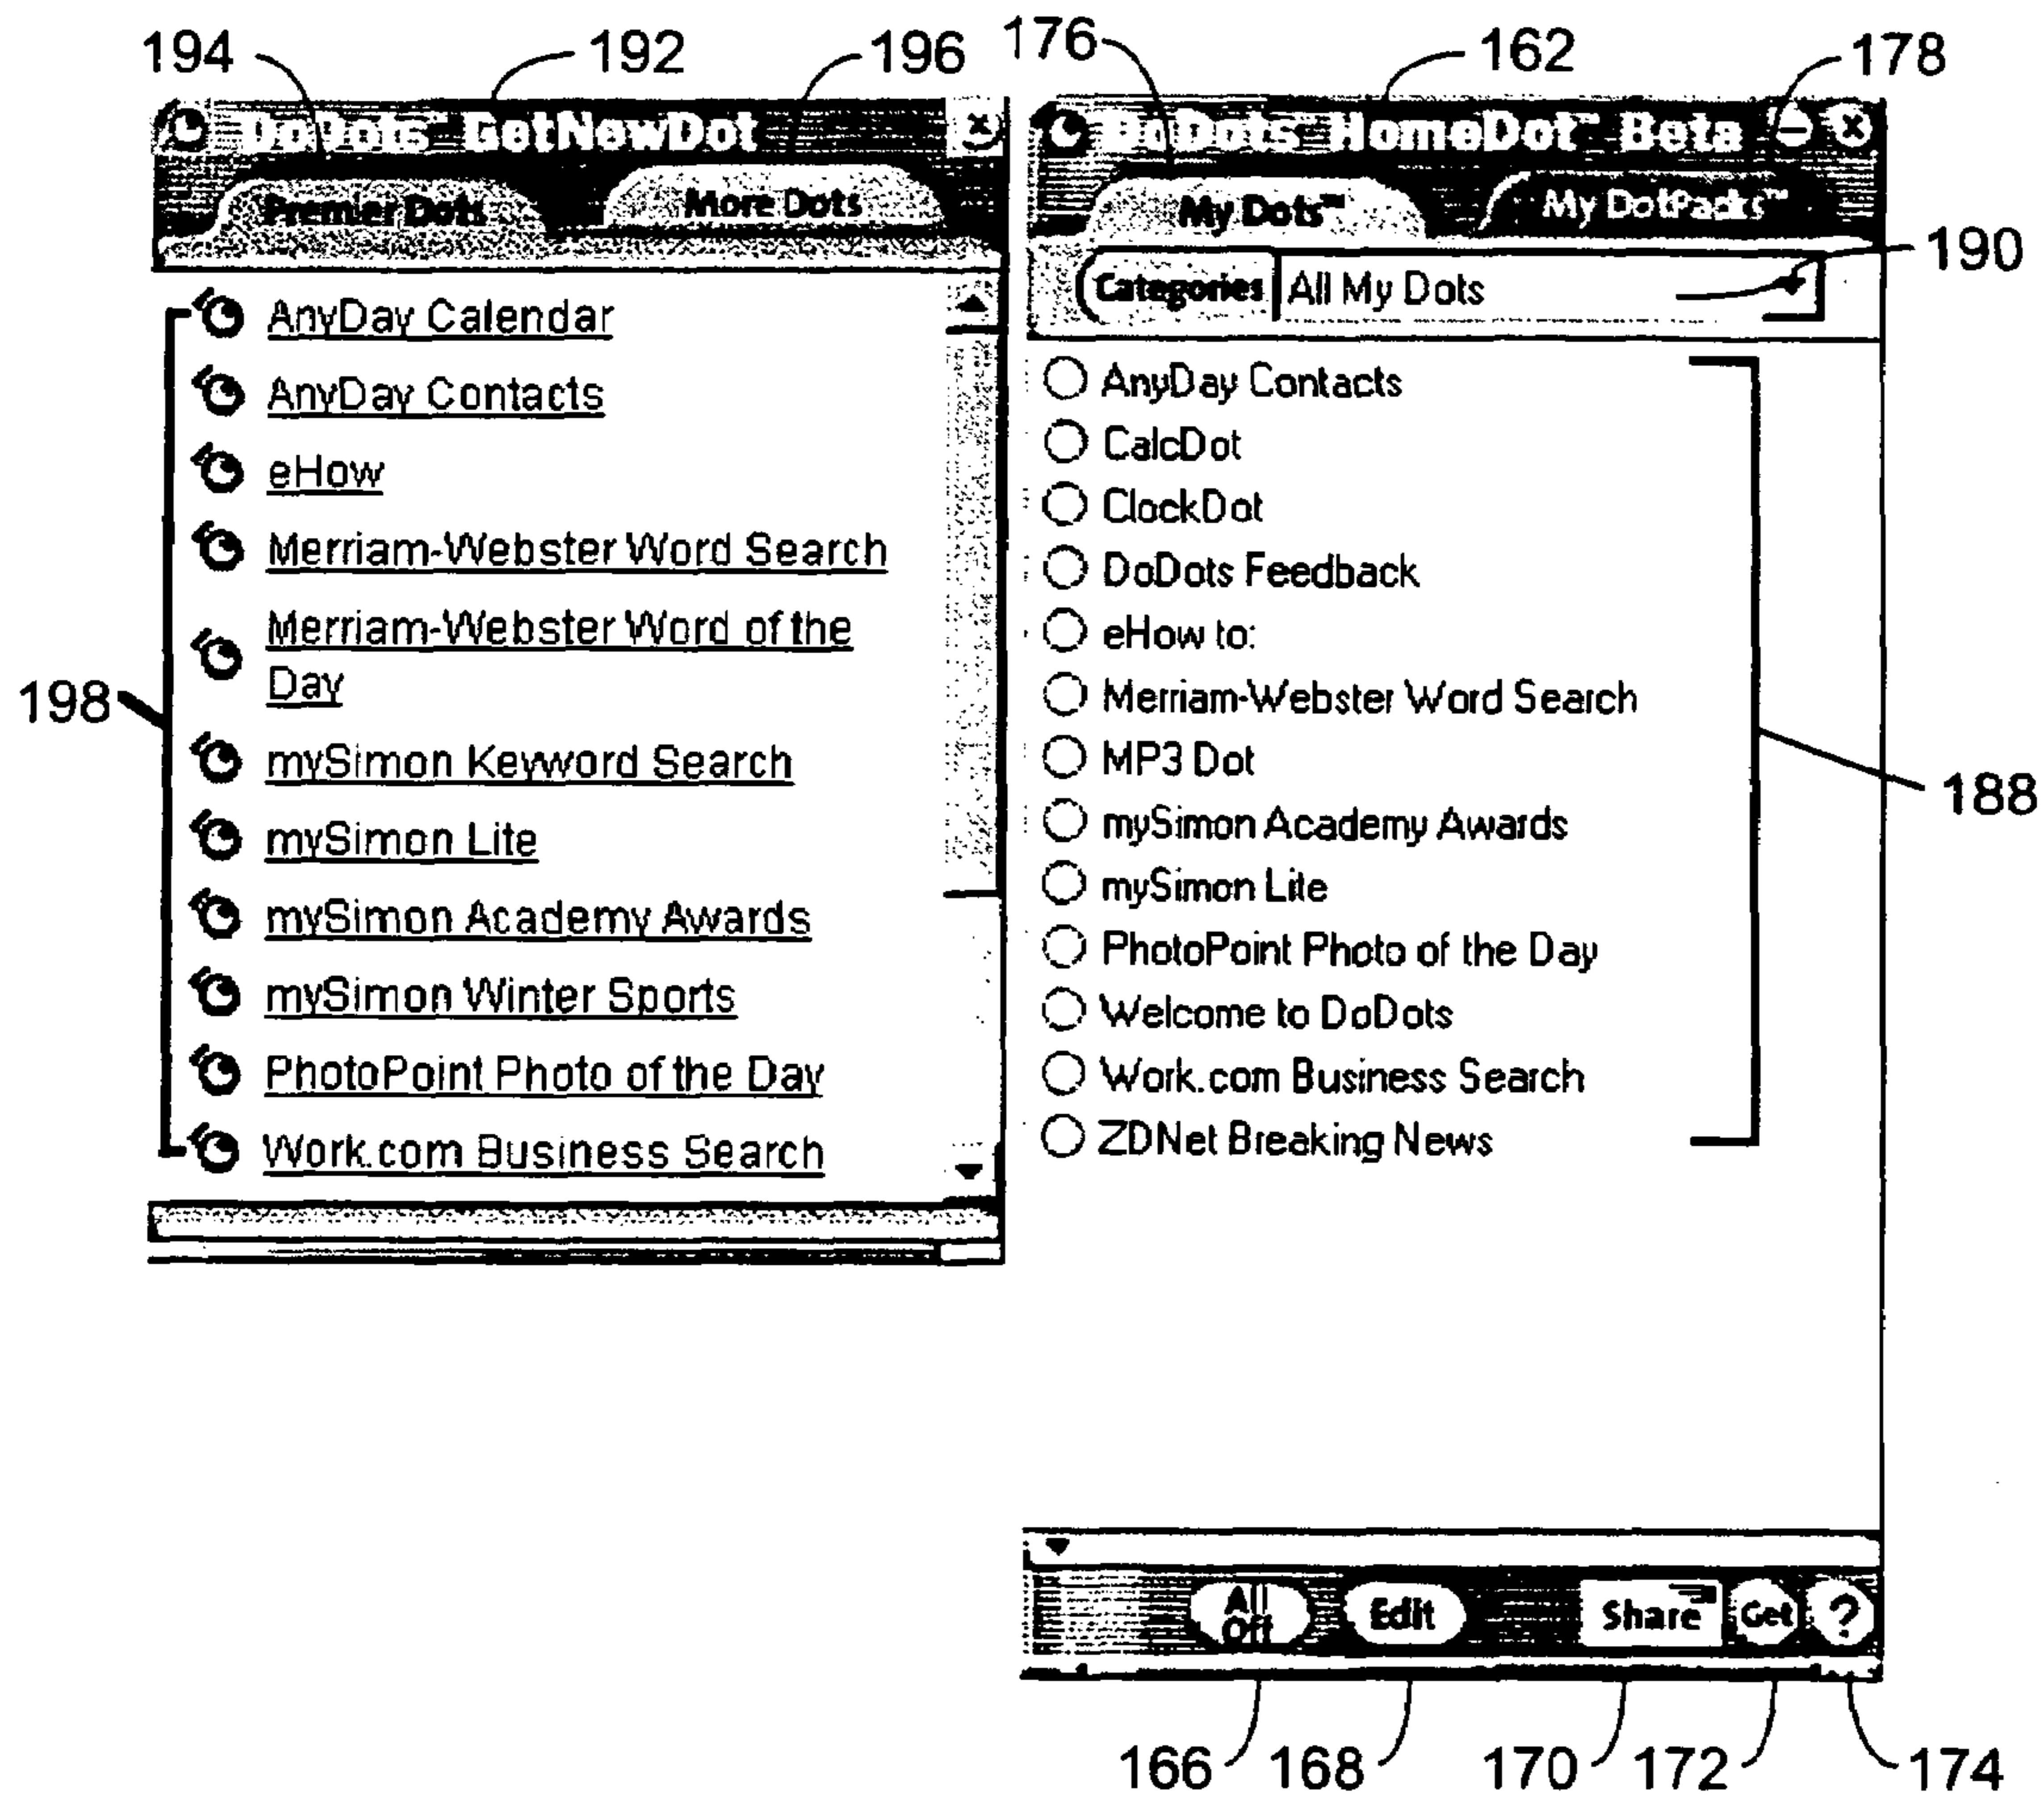 194 192 196 176 162 178
DoDots™ GetNewDot
Premier Dots More Dots
AnyDay Calendar
AnyDay Contacts
eHow
Merriam-Webster Word Search
Merriam-Webster Word of the
Day
mySimon Keyword Search
mySimon Lite
mySimon Academy Awards
mySimon Winter Sports
PhotoPoint Photo of the Day
Work.com Business Search
198
DoDots™ HomeDot™ Beta
My Dots™ My DotPacks™
190
Categories All My Dots
AnyDay Contacts
CalcDot
ClockDot
DoDots Feedback
eHow to:
Merriam-Webster Word Search
MP3 Dot
mySimon Academy Awards
mySimon Lite
PhotoPoint Photo of the Day
Welcome to DoDots
Work.com Business Search
ZDNet Breaking News
188
All
Off
Edit Share Get ?
166 168 170 172 174